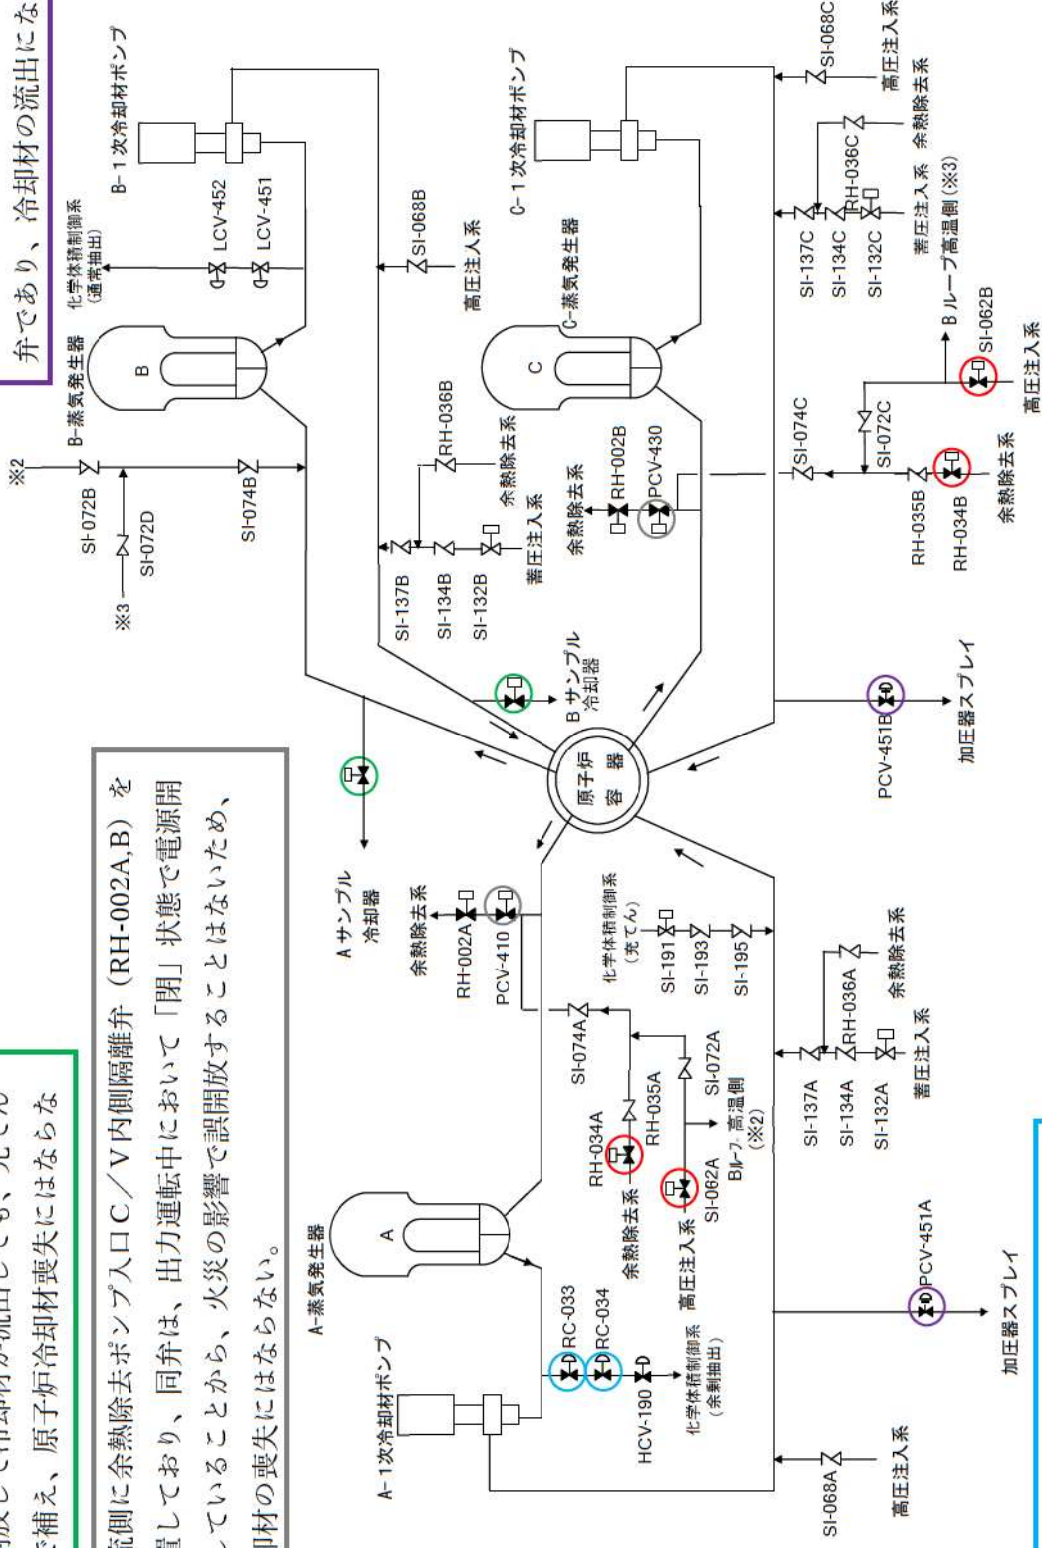 弁であり、冷却材の流出にな
で補え、原子炉冷却材喪失にはならな
流側に余熱除去ポンプ入口C／V内側隔離弁（RH-002A,B）を
置しており、同弁は、出力運転中において「閉」状態で電源開
していることから、火災の影響で誤開放することはないため、
却材の喪失にはならない。
※2
SI-072B
※3
SI-072D
SI-074B
B-蒸気発生器
B
化学体積制御系
(通常抽出)
LCV-452
LCV-451
B-1次冷却材ポンプ
SI-068B
高圧注入系
SI-137B
SI-134B
SI-132B
RH-036B
余熱除去系
蓄圧注入系
Aサンプル
冷却器
Bサンプル
冷却器
原子炉
容 器
C-蒸気発生器
C
C-1次冷却材ポンプ
余熱除去系
RH-002B
PCV-430
SI-068C
高圧注入系
SI-137C
SI-134C
SI-132C
RH-036C
余熱除去系
蓄圧注入系
Bループ高温側(※3)
SI-074C
SI-072C
SI-062B
高圧注入系
RH-035B
RH-034B
余熱除去系
PCV-451B
加圧器スプレイ
A-蒸気発生器
A
A-1次冷却材ポンプ
余熱除去系
RH-002A
PCV-410
化学体積制御系
(充てん)
SI-191
SI-193
SI-195
SI-074A
RH-034A
RH-035A
余熱除去系
SI-072A
SI-062A
高圧注入系
Bループ高温側
(※2)
RC-033
RC-034
HCV-190
化学体積制御系
(余剰抽出)
SI-137A
SI-134A
SI-132A
RH-036A
余熱除去系
蓄圧注入系
PCV-451A
加圧器スプレイ
SI-068A
高圧注入系